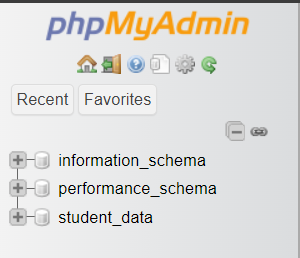 phpMyAdmin
Recent Favorites
information_schema
performance_schema
student_data